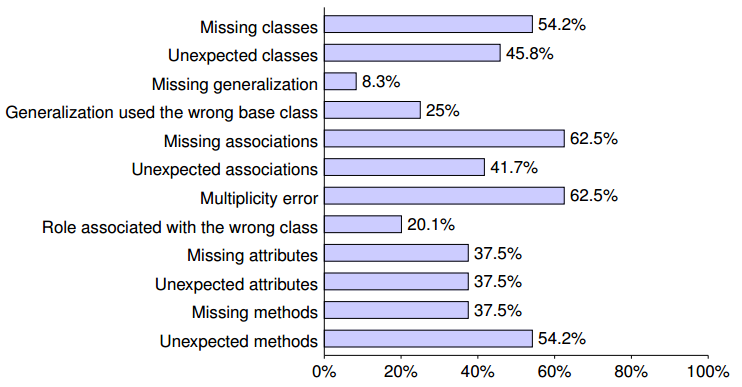 Missing classes 54.2%
Unexpected classes 45.8%
Missing generalization 8.3%
Generalization used the wrong base class 25%
Missing associations 62.5%
Unexpected associations 41.7%
Multiplicity error 62.5%
Role associated with the wrong class 20.1%
Missing attributes 37.5%
Unexpected attributes 37.5%
Missing methods 37.5%
Unexpected methods 54.2%
0% 20% 40% 60% 80% 100%